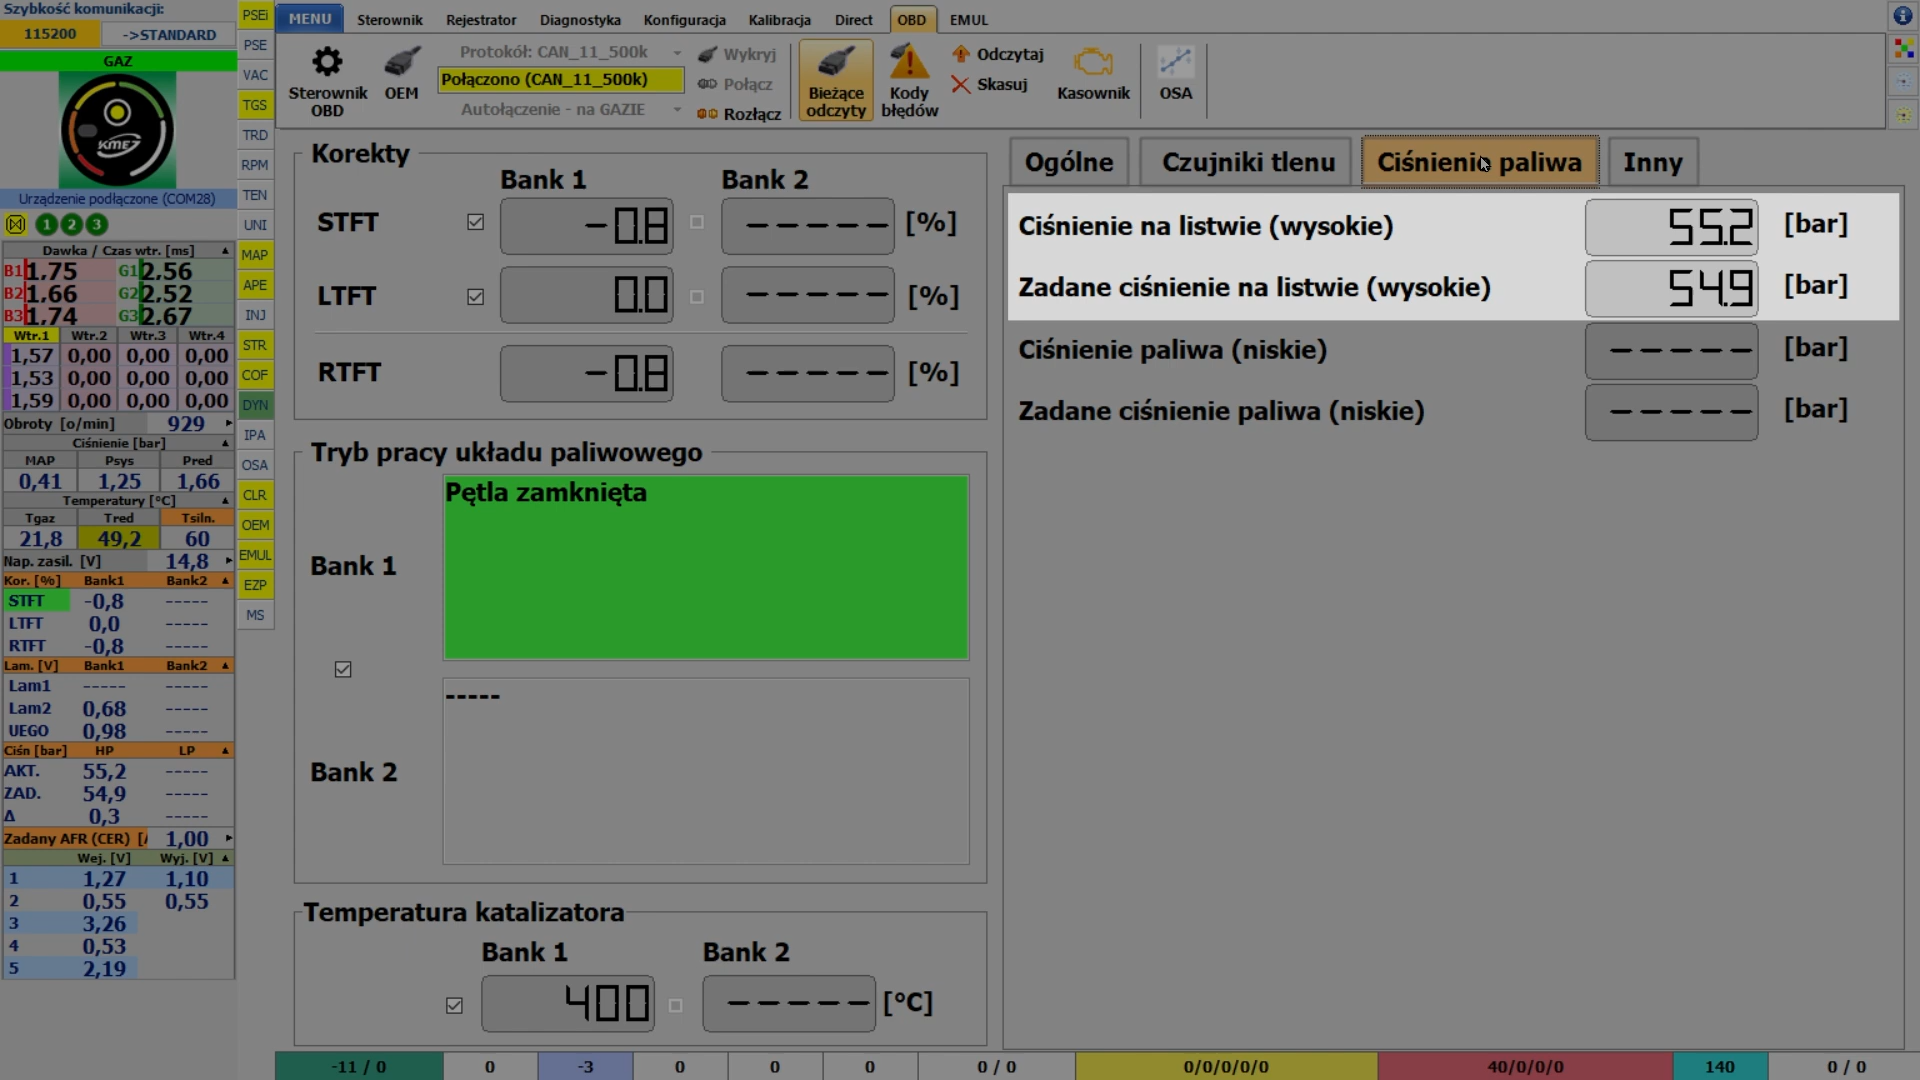 Szybkość komunikacji:
115200 ->STANDARD
GAZ
KME
Urządzenie podłączone (COM28)
1 2 3
Dawka / Czas wtr. [ms]
B1 1,75 G1 2,56
B2 1,66 G2 2,52
B3 1,74 G3 2,67
Wtr.1 Wtr.2 Wtr.3 Wtr.4
1,57 0,00 0,00 0,00
1,53 0,00 0,00 0,00
1,59 0,00 0,00 0,00
Obroty [o/min] 929
Ciśnienie [bar]
MAP Psys Pred
0,41 1,25 1,66
Temperatury [°C]
Tgaz Tred Tsiln.
21,8 49,2 60
Nap. zasil. [V] 14,8
Kor. [%] Bank1 Bank2
STFT -0,8 -----
LTFT 0,0 -----
RTFT -0,8 -----
Lam. [V] Bank1 Bank2
Lam1 ----- -----
Lam2 0,68 -----
UEGO 0,98 -----
Ciśn [bar] HP LP
AKT. 55,2 -----
ZAD. 54,9 -----
Δ 0,3 -----
Zadany AFR (CER) [ 1,00
Wej. [V] Wyj. [V]
1 1,27 1,10
2 0,55 0,55
3 3,26
4 0,53
5 2,19
PSEi
PSE
VAC
TGS
TRD
RPM
TEN
UNI
MAP
APE
INJ
STR
COF
DYN
IPA
OSA
CLR
OEM
EMUL
EZP
MS
MENU Sterownik Rejestrator Diagnostyka Konfiguracja Kalibracja Direct OBD EMUL
Sterownik
OBD
OEM
Protokół: CAN_11_500k
Połączono (CAN_11_500k)
Autołączenie - na GAZIE
Wykryj
Połącz
Rozłącz
Bieżące
odczyty
Kody
błędów
Odczytaj
Skasuj
Kasownik
OSA
Korekty
Bank 1 Bank 2
STFT -0.8 ----- [%]
LTFT 0.0 ----- [%]
RTFT -0.8 ----- [%]
Tryb pracy układu paliwowego
Bank 1 Pętla zamknięta
Bank 2 -----
Temperatura katalizatora
Bank 1 Bank 2
400 ----- [°C]
Ogólne Czujniki tlenu Ciśnienie paliwa Inny
Ciśnienie na listwie (wysokie) 55.2 [bar]
Zadane ciśnienie na listwie (wysokie) 54.9 [bar]
Ciśnienie paliwa (niskie) ----- [bar]
Zadane ciśnienie paliwa (niskie) ----- [bar]
-11 / 0 0 -3 0 0 0 0 / 0 0/0/0/0/0 40/0/0/0 140 0 / 0